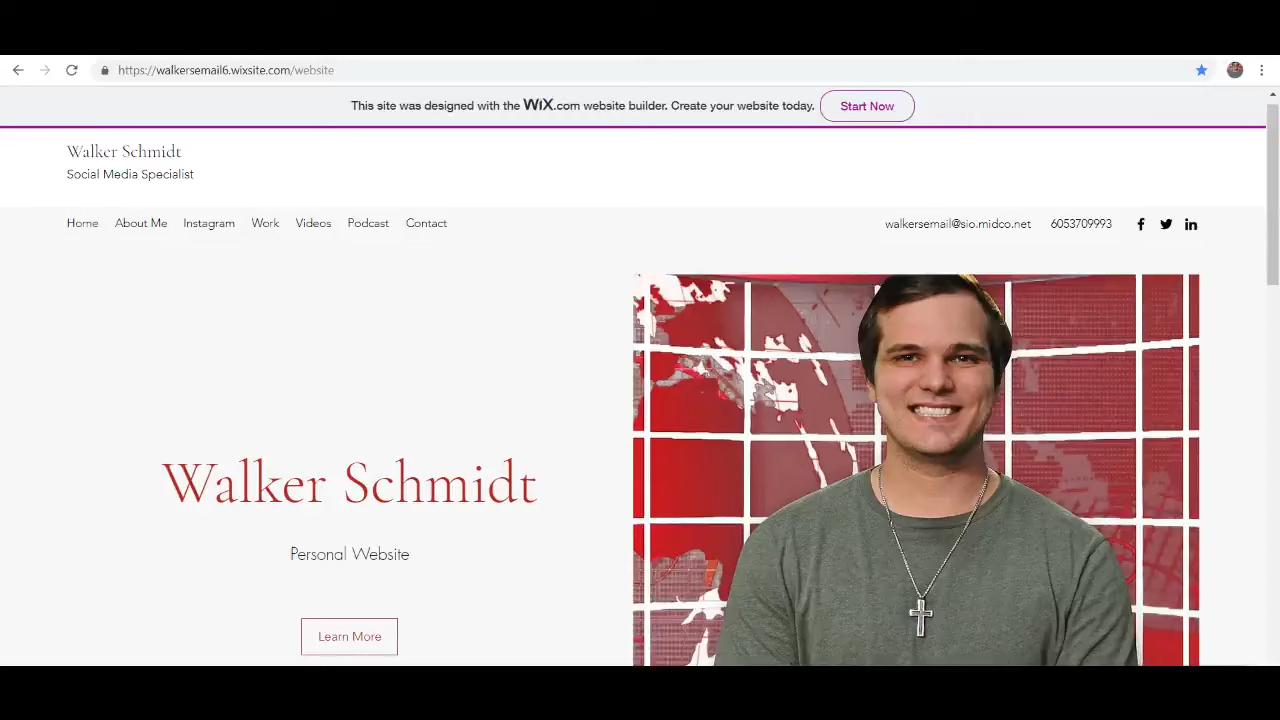 https://walkersemail6.wixsite.com/website
This site was designed with the WiX.com website builder. Create your website today. Start Now
Walker Schmidt
Social Media Specialist
Home About Me Instagram Work Videos Podcast Contact walkersemail@sio.midco.net 6053709993
Walker Schmidt
Personal Website
Learn More